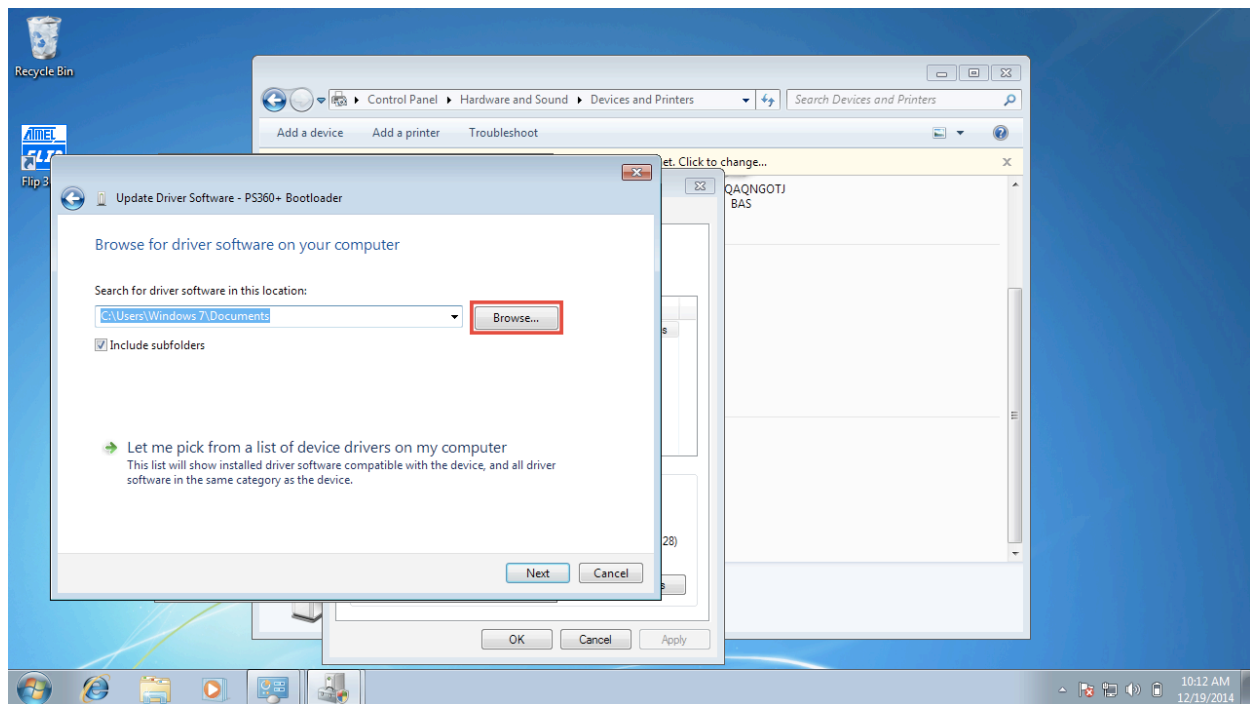 Recycle Bin
ATMEL
FLIP
Flip 3
Control Panel Hardware and Sound Devices and Printers
Search Devices and Printers
Add a device Add a printer Troubleshoot
et. Click to change...
QAQNGOTJ
BAS
Update Driver Software - PS360+ Bootloader
Browse for driver software on your computer
Search for driver software in this location:
C:\Users\Windows 7\Documents
Browse...
s
Include subfolders
Let me pick from a list of device drivers on my computer
This list will show installed driver software compatible with the device, and all driver
software in the same category as the device.
28)
Next Cancel
s
OK Cancel Apply
10:12 AM
12/19/2014